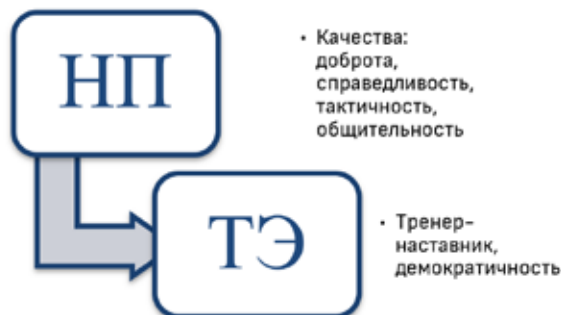 НП
• Качества:
доброта,
справедливость,
тактичность,
общительность
ТЭ
• Тренер-
наставник,
демократичность